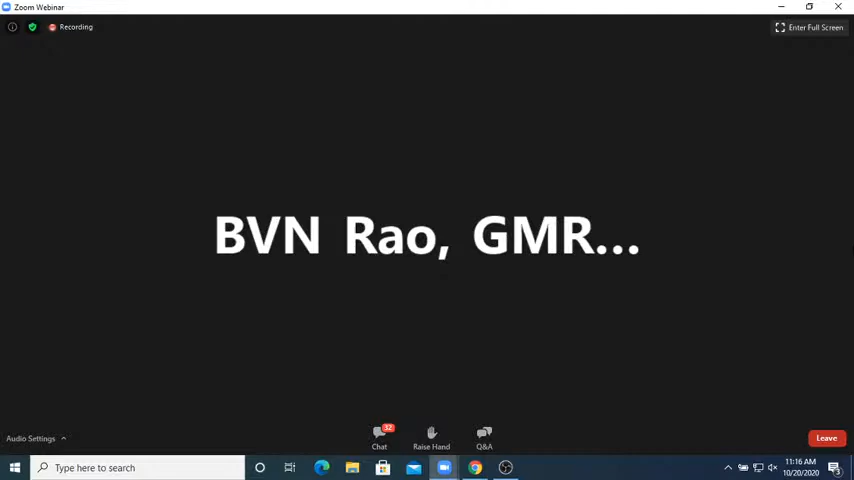 Zoom Webinar
Recording
Enter Full Screen
BVN Rao, GMR...
Audio Settings
32
Chat
Raise Hand
Q&A
Leave
Type here to search
11:16 AM
10/20/2020
3